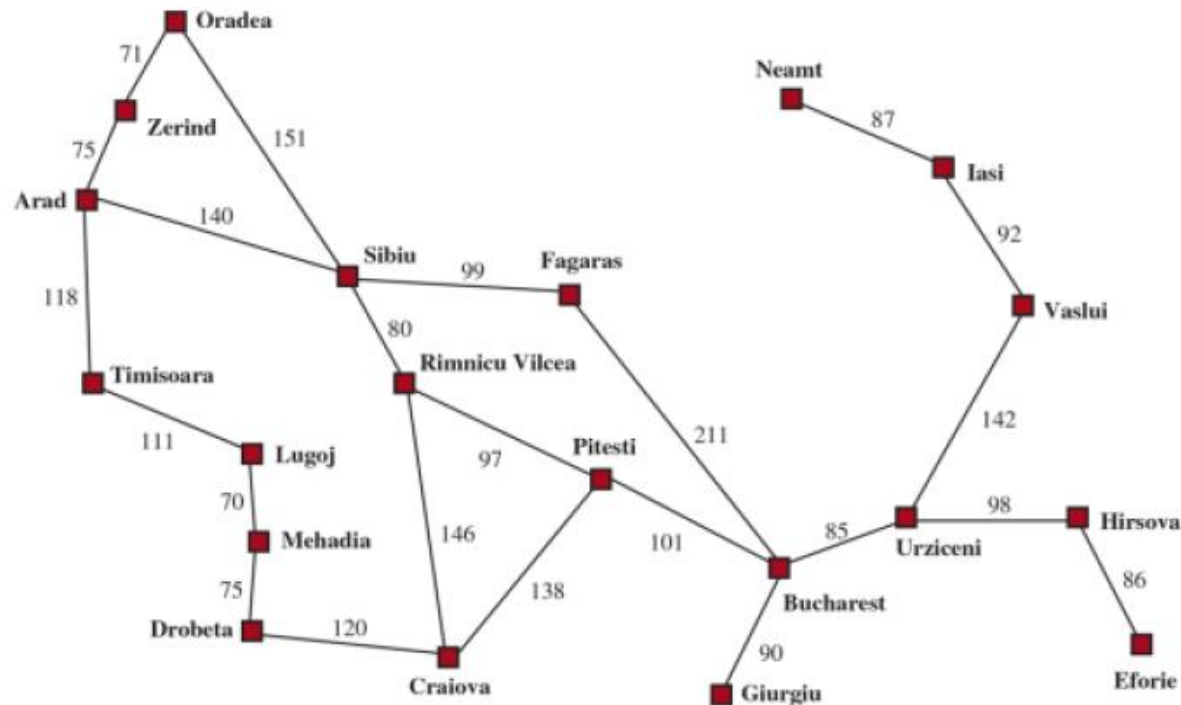 Oradea
71
Neamt
87
Zerind
151
75
Iasi
Arad
140
92
Sibiu
99
Fagaras
118
80
Vaslui
Rimnicu Vilcea
Timisoara
142
211
111
Lugoj
97
Pitesti
70
98
Hirsova
146
101
85
Urziceni
Mehadia
86
75
138
Bucharest
Drobeta
120
90
Craiova
Giurgiu
Eforie